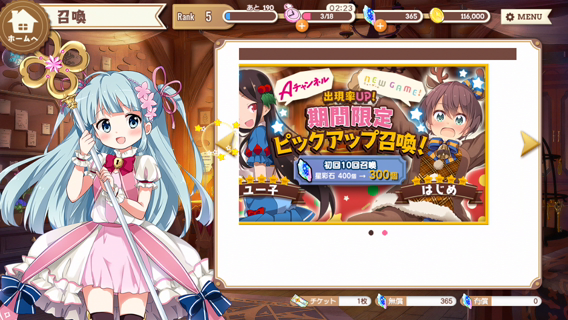 召喚
Rank 5
あと 190
3/18
02:23
365
116,000
MENU
ホームへ
Aチャンネル
NEW GAME!
出現率UP!
期間限定
ピックアップ召喚!
初回10回召喚
星彩石 400個 → 300個
ユー子
はじめ
チケット
1枚
無償
365
有償
0